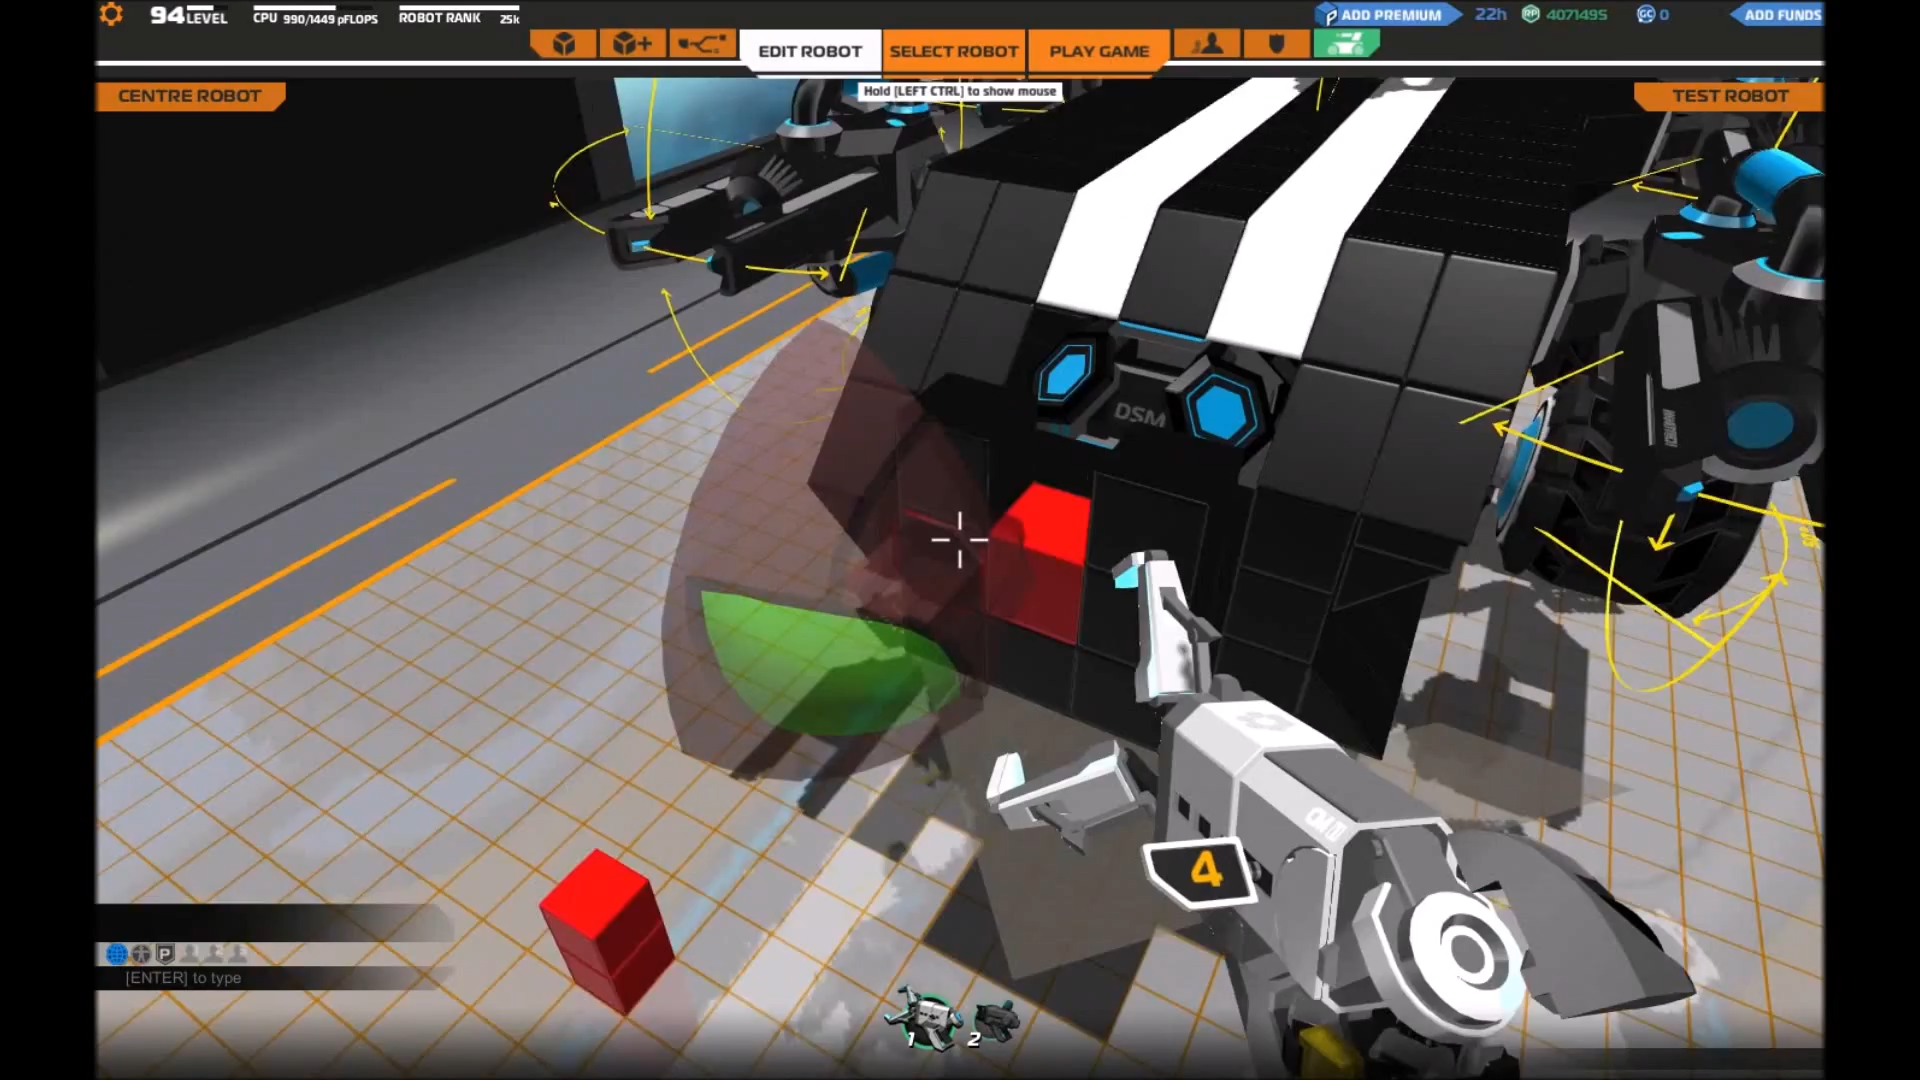 94 LEVEL
CPU 990/1449 pFLOPS
ROBOT RANK 25k
ADD PREMIUM
22h
RP 4071495
GC 0
ADD FUNDS
EDIT ROBOT
SELECT ROBOT
PLAY GAME
CENTRE ROBOT
Hold [LEFT CTRL] to show mouse
TEST ROBOT
DSM
4
P
[ENTER] to type
1
2